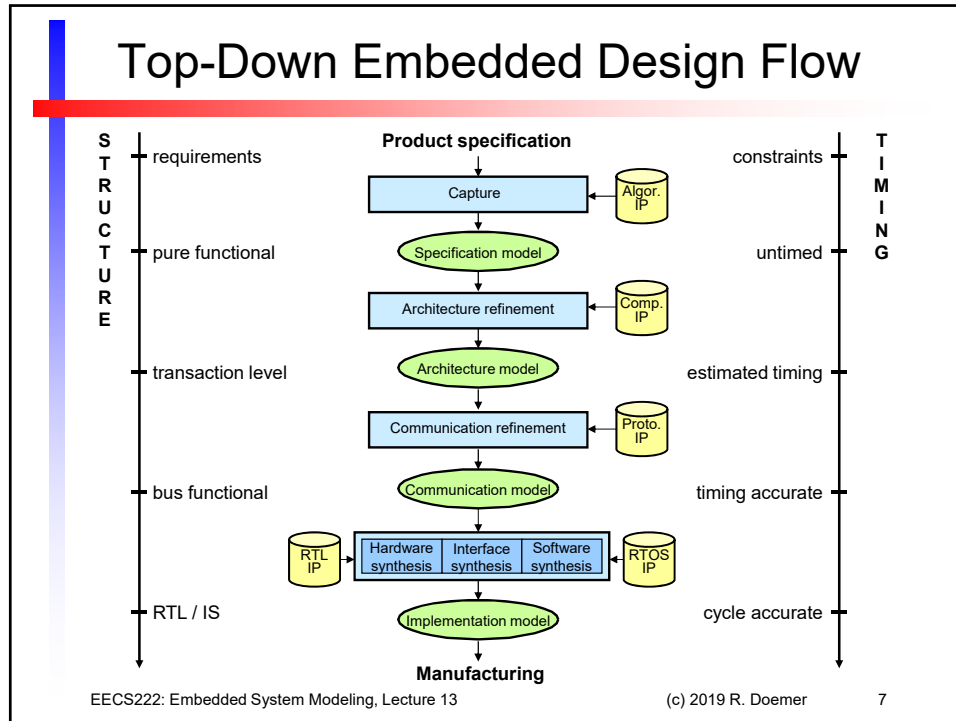 Top-Down Embedded Design Flow
STRUCTURE
requirements
Product specification
constraints
TIMING
Capture
Algor.
IP
pure functional
Specification model
untimed
Architecture refinement
Comp.
IP
transaction level
Architecture model
estimated timing
Communication refinement
Proto.
IP
bus functional
Communication model
timing accurate
RTL
IP
Hardware
synthesis
Interface
synthesis
Software
synthesis
RTOS
IP
RTL / IS
Implementation model
cycle accurate
Manufacturing
EECS222: Embedded System Modeling, Lecture 13
(c) 2019 R. Doemer
7